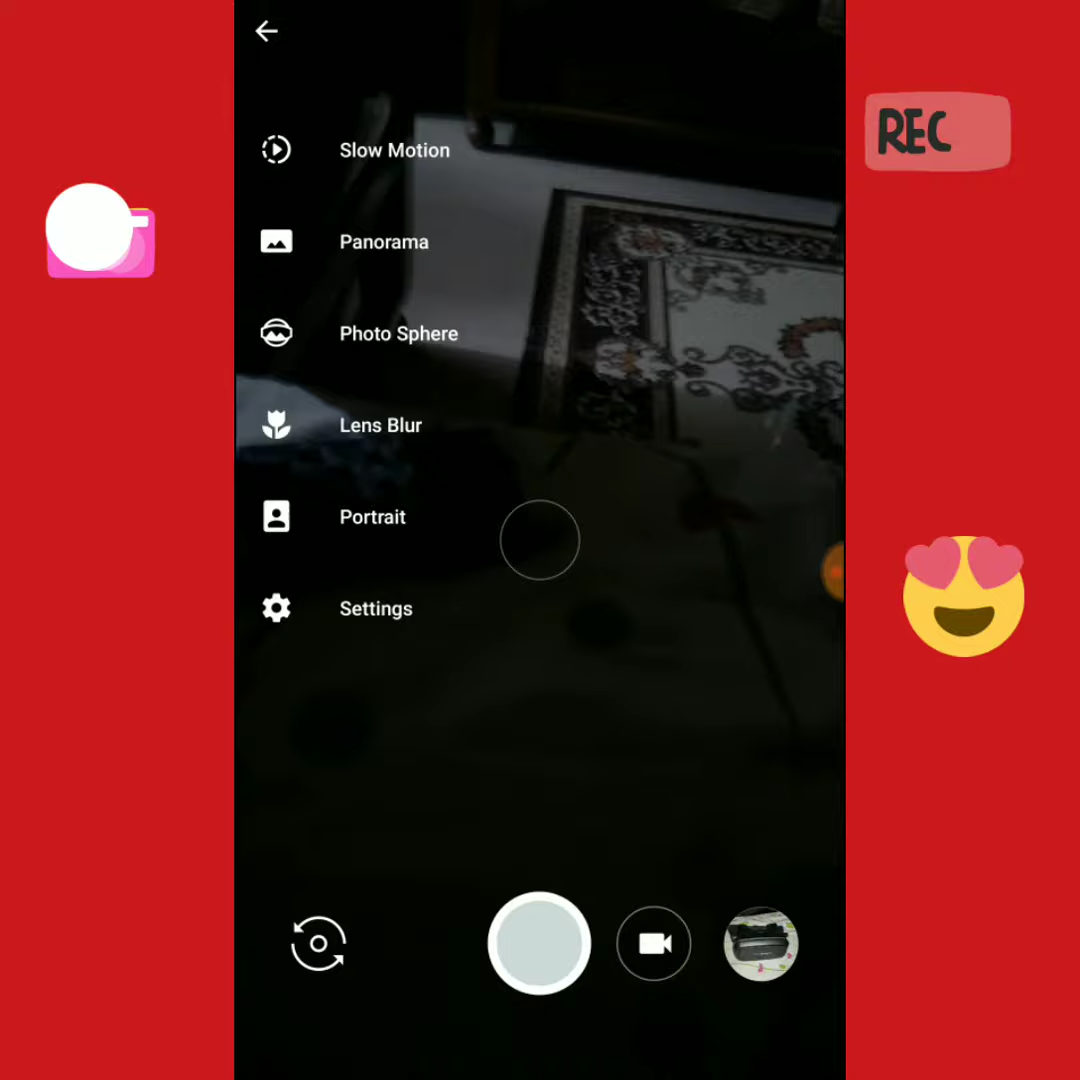 REC
Slow Motion
Panorama
Photo Sphere
Lens Blur
Portrait
Settings